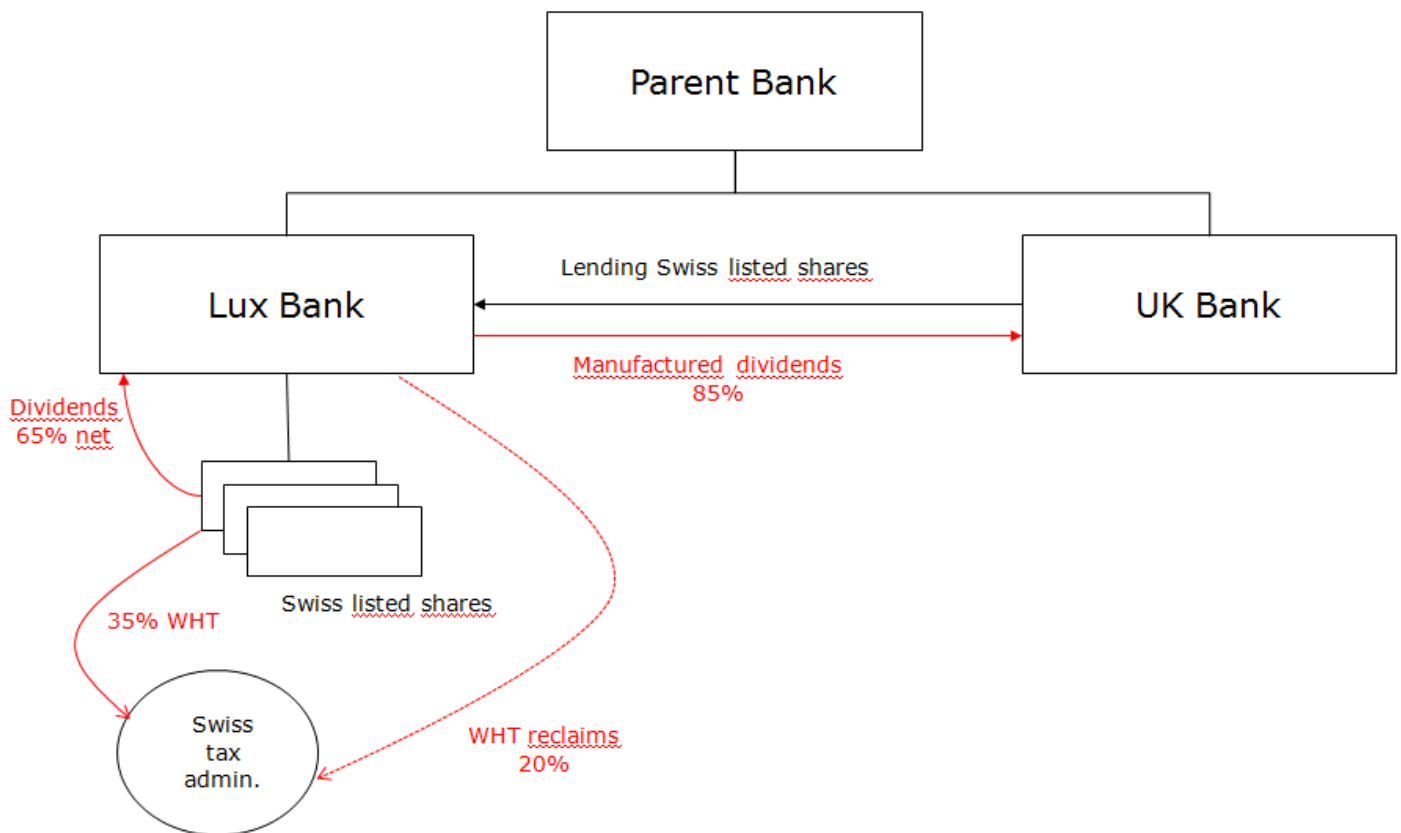 Parent Bank
Lending Swiss listed shares
Lux Bank
UK Bank
Manufactured dividends
85%
Dividends
65% net
Swiss listed shares
35% WHT
Swiss
tax
admin.
WHT reclaims
20%